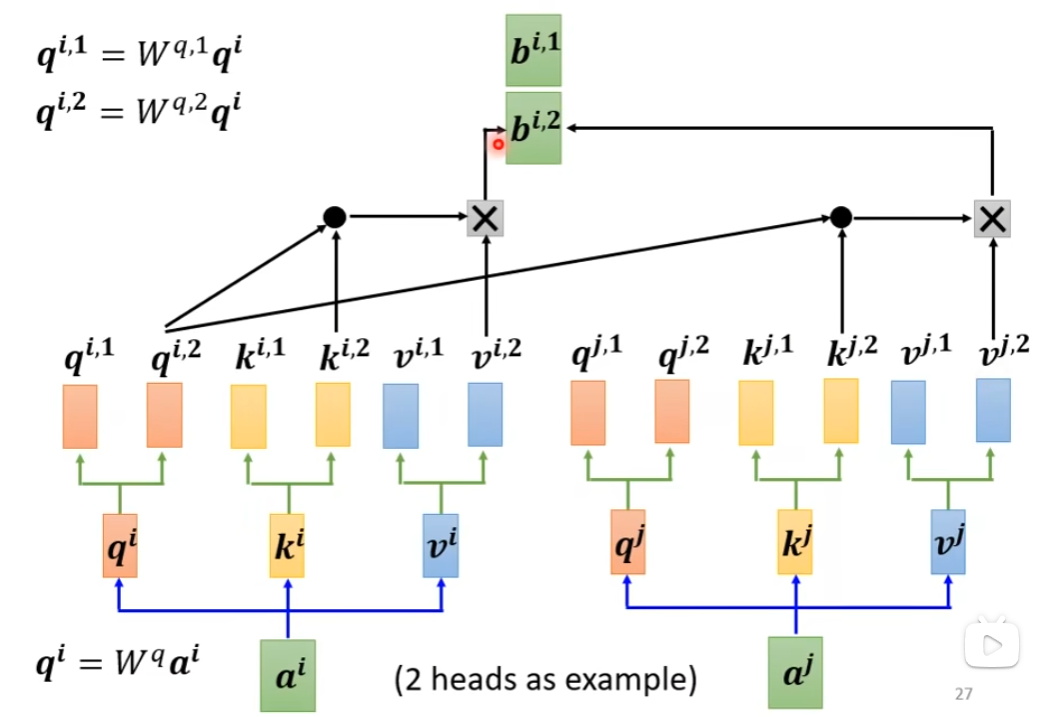 q^{i,1} = W^{q,1}q^i
q^{i,2} = W^{q,2}q^i
b^{i,1}
b^{i,2}
q^{i,1} q^{i,2} k^{i,1} k^{i,2} v^{i,1} v^{i,2} q^{j,1} q^{j,2} k^{j,1} k^{j,2} v^{j,1} v^{j,2}
q^i k^i v^i q^j k^j v^j
q^i = W^q a^i
a^i
(2 heads as example)
a^j
27